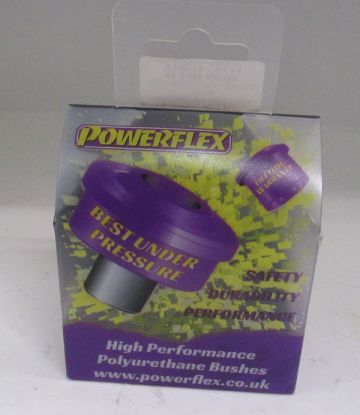 POWERFLEX
LIFETIME
WARRANTY
BEST UNDER
PRESSURE
SAFETY
DURABILITY
PERFORMANCE
High Performance
Polyurethane Bushes
www.powerflex.co.uk